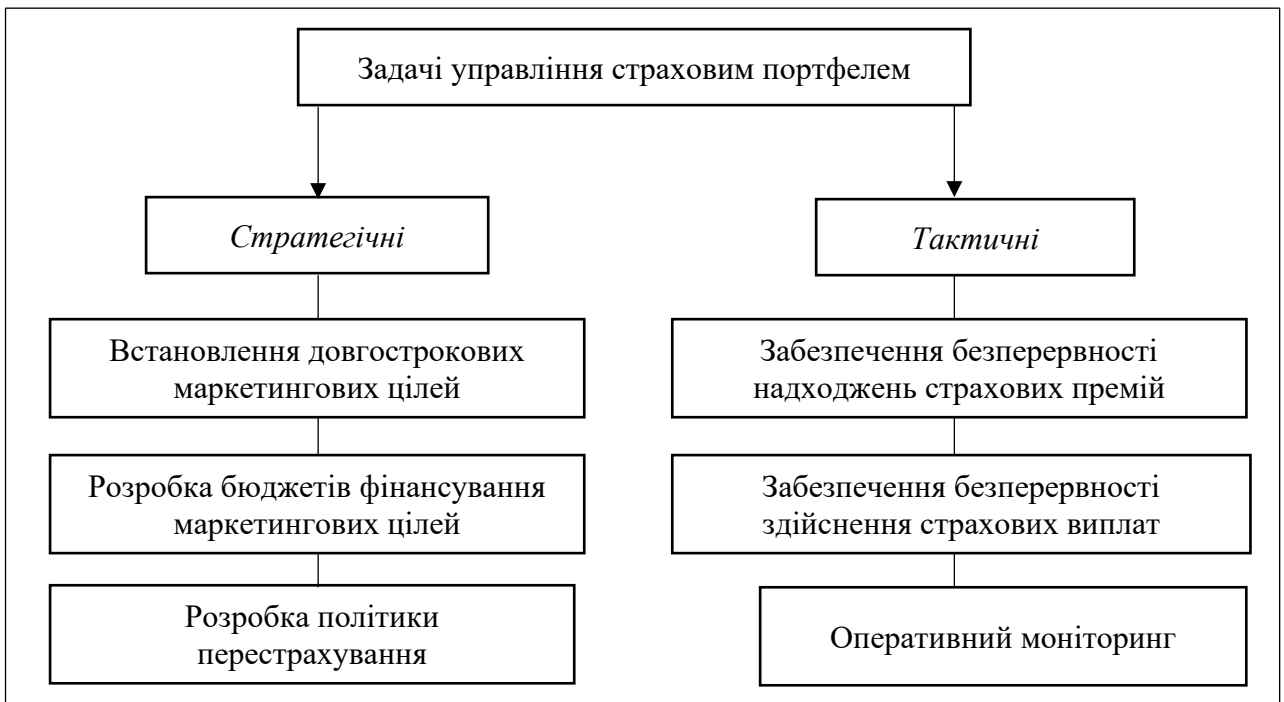 Задачі управління страховим портфелем
Стратегічні
Тактичні
Встановлення довгострокових
маркетингових цілей
Забезпечення безперервності
надходжень страхових премій
Розробка бюджетів фінансування
маркетингових цілей
Забезпечення безперервності
здійснення страхових виплат
Розробка політики
перестрахування
Оперативний моніторинг